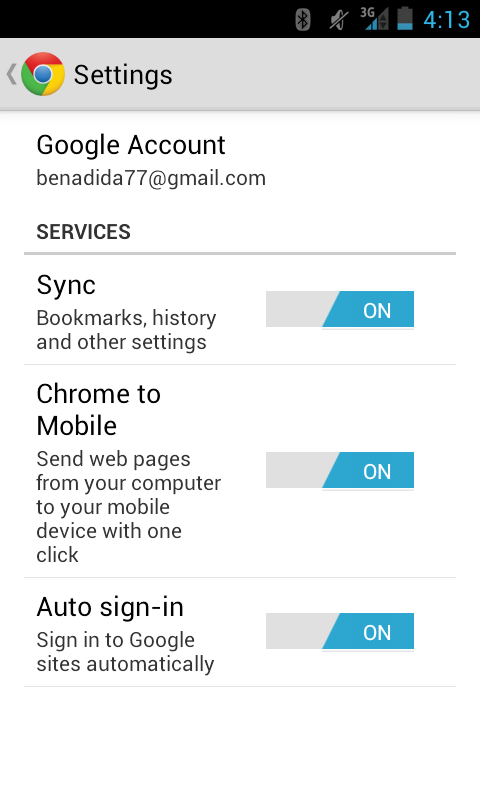 3G 4:13
Settings
Google Account
benadida77@gmail.com
SERVICES
Sync
Bookmarks, history
and other settings
ON
Chrome to
Mobile
Send web pages
from your computer
to your mobile
device with one
click
ON
Auto sign-in
Sign in to Google
sites automatically
ON